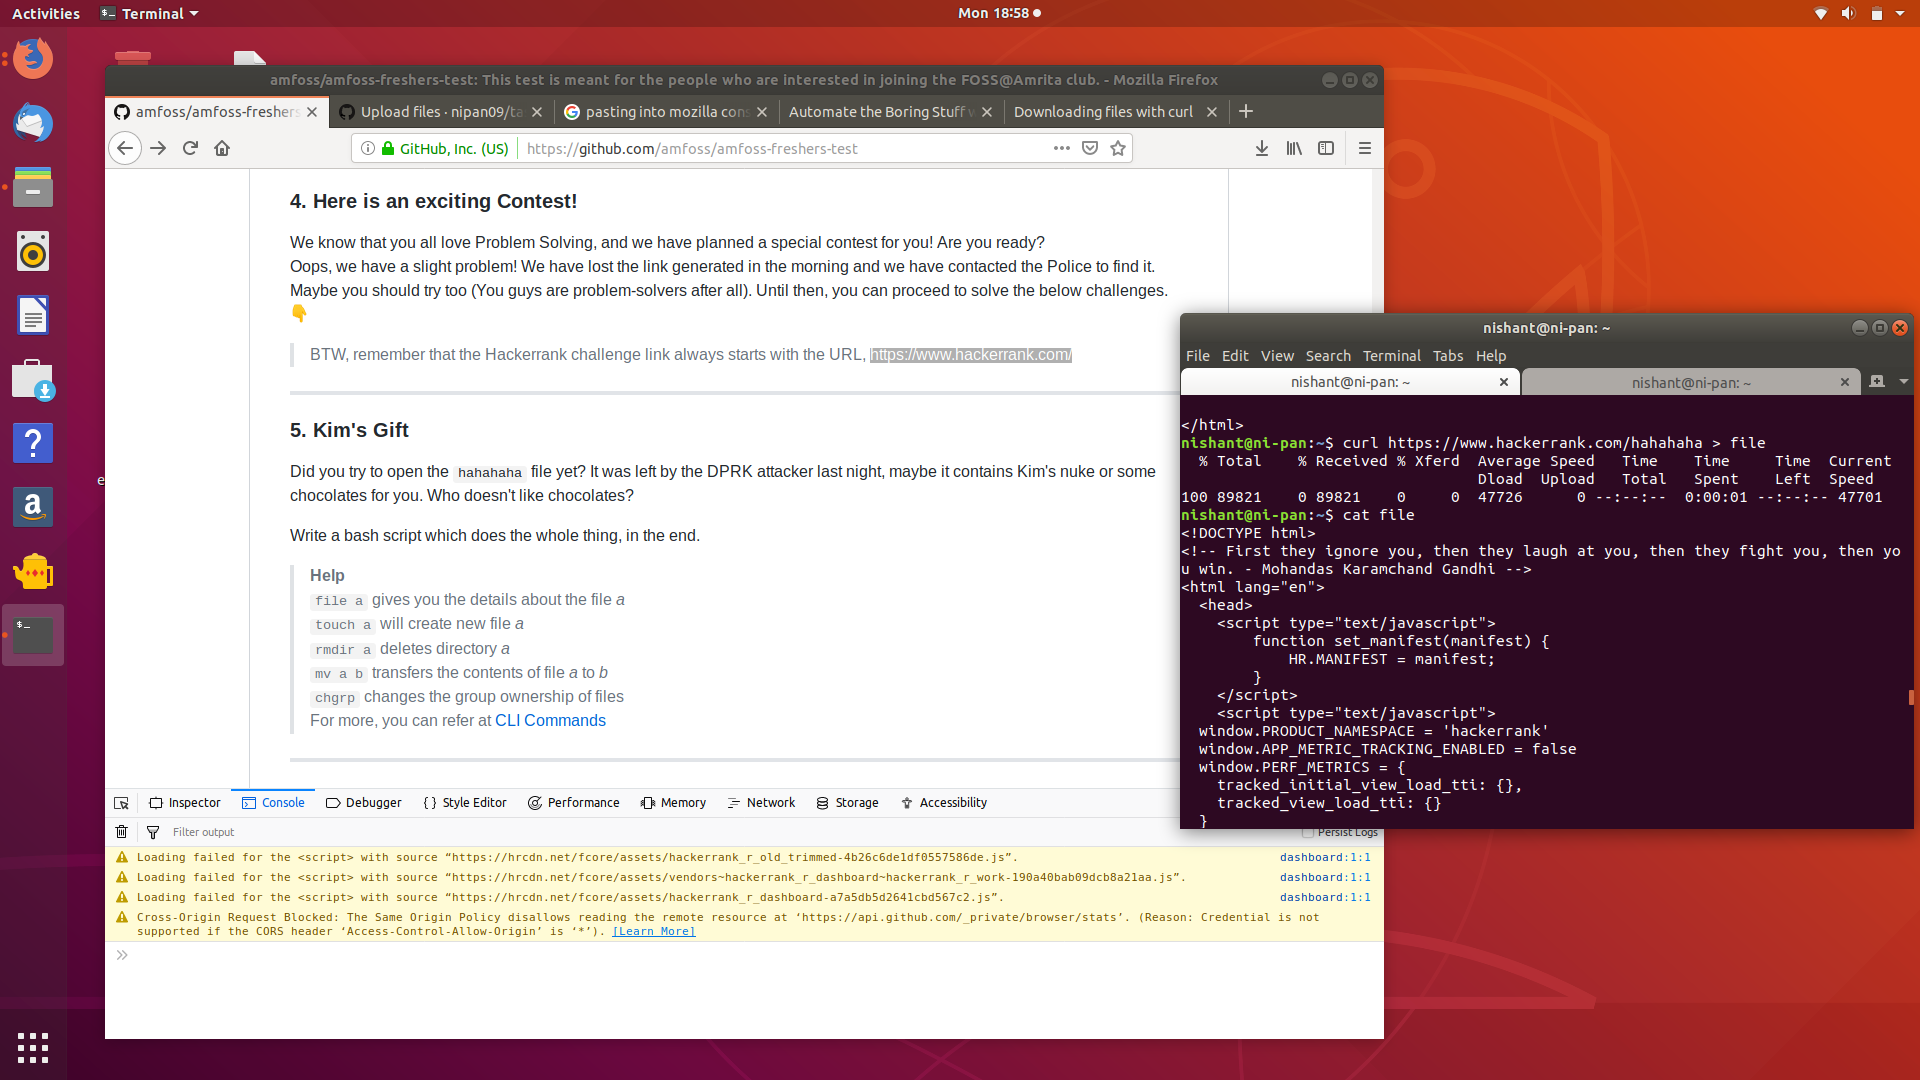 Activities
Terminal
Mon 18:58
amfoss/amfoss-freshers-test: This test is meant for the people who are interested in joining the FOSS@Amrita club. - Mozilla Firefox
amfoss/amfoss-freshers
Upload files · nipan09/ta
pasting into mozilla cons
Automate the Boring Stuff w
Downloading files with curl
GitHub, Inc. (US)
https://github.com/amfoss/amfoss-freshers-test
4. Here is an exciting Contest!
We know that you all love Problem Solving, and we have planned a special contest for you! Are you ready?
Oops, we have a slight problem! We have lost the link generated in the morning and we have contacted the Police to find it.
Maybe you should try too (You guys are problem-solvers after all). Until then, you can proceed to solve the below challenges.
BTW, remember that the Hackerrank challenge link always starts with the URL, https://www.hackerrank.com/
5. Kim's Gift
Did you try to open the hahahaha file yet? It was left by the DPRK attacker last night, maybe it contains Kim's nuke or some
chocolates for you. Who doesn't like chocolates?
Write a bash script which does the whole thing, in the end.
Help
file a gives you the details about the file a
touch a will create new file a
rmdir a deletes directory a
mv a b transfers the contents of file a to b
chgrp changes the group ownership of files
For more, you can refer at CLI Commands
Inspector
Console
Debugger
Style Editor
Performance
Memory
Network
Storage
Accessibility
Filter output
Persist Logs
Loading failed for the <script> with source “https://hrcdn.net/fcore/assets/hackerrank_r_old_trimmed-4b26c6de1df0557586de.js”. dashboard:1:1
Loading failed for the <script> with source “https://hrcdn.net/fcore/assets/vendors~hackerrank_r_dashboard~hackerrank_r_work-190a40bab09dcb8a21aa.js”. dashboard:1:1
Loading failed for the <script> with source “https://hrcdn.net/fcore/assets/hackerrank_r_dashboard-a7a5db5d2641cbd567c2.js”. dashboard:1:1
Cross-Origin Request Blocked: The Same Origin Policy disallows reading the remote resource at ‘https://api.github.com/_private/browser/stats’. (Reason: Credential is not
supported if the CORS header ‘Access-Control-Allow-Origin’ is ‘*’). [Learn More]
nishant@ni-pan: ~
File Edit View Search Terminal Tabs Help
nishant@ni-pan: ~
nishant@ni-pan: ~
</html>
nishant@ni-pan:~$ curl https://www.hackerrank.com/hahahaha > file
% Total % Received % Xferd Average Speed Time Time Time Current
Dload Upload Total Spent Left Speed
100 89821 0 89821 0 0 47726 0 --:--:-- 0:00:01 --:--:-- 47701
nishant@ni-pan:~$ cat file
<!DOCTYPE html>
<!-- First they ignore you, then they laugh at you, then they fight you, then yo
u win. - Mohandas Karamchand Gandhi -->
<html lang="en">
<head>
<script type="text/javascript">
function set_manifest(manifest) {
HR.MANIFEST = manifest;
}
</script>
<script type="text/javascript">
window.PRODUCT_NAMESPACE = 'hackerrank'
window.APP_METRIC_TRACKING_ENABLED = false
window.PERF_METRICS = {
tracked_initial_view_load_tti: {},
tracked_view_load_tti: {}
}